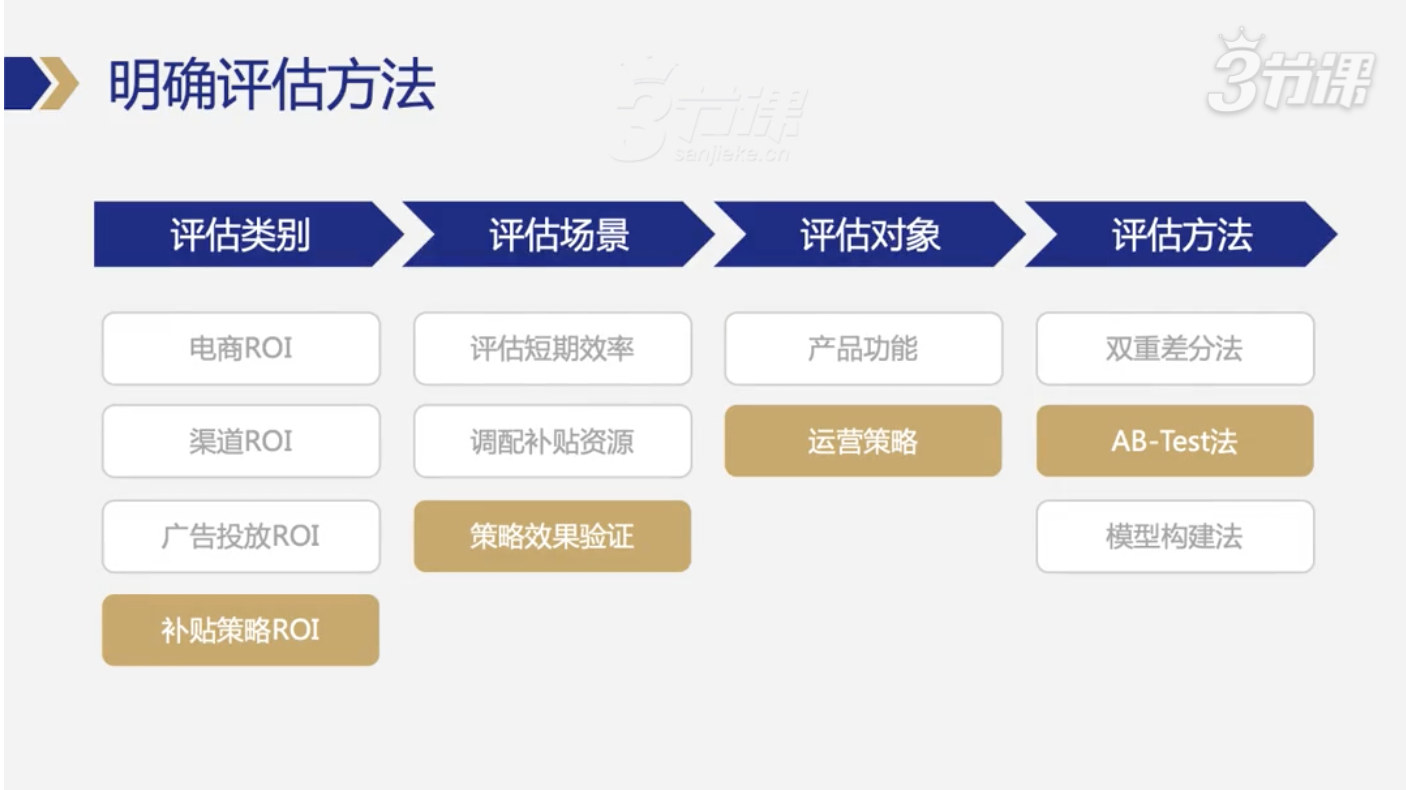 3节课
明确评估方法
3节课
sanjieke.cn
评估类别 评估场景 评估对象 评估方法
电商ROI 评估短期效率 产品功能 双重差分法
渠道ROI 调配补贴资源 运营策略 AB-Test法
广告投放ROI 策略效果验证 模型构建法
补贴策略ROI